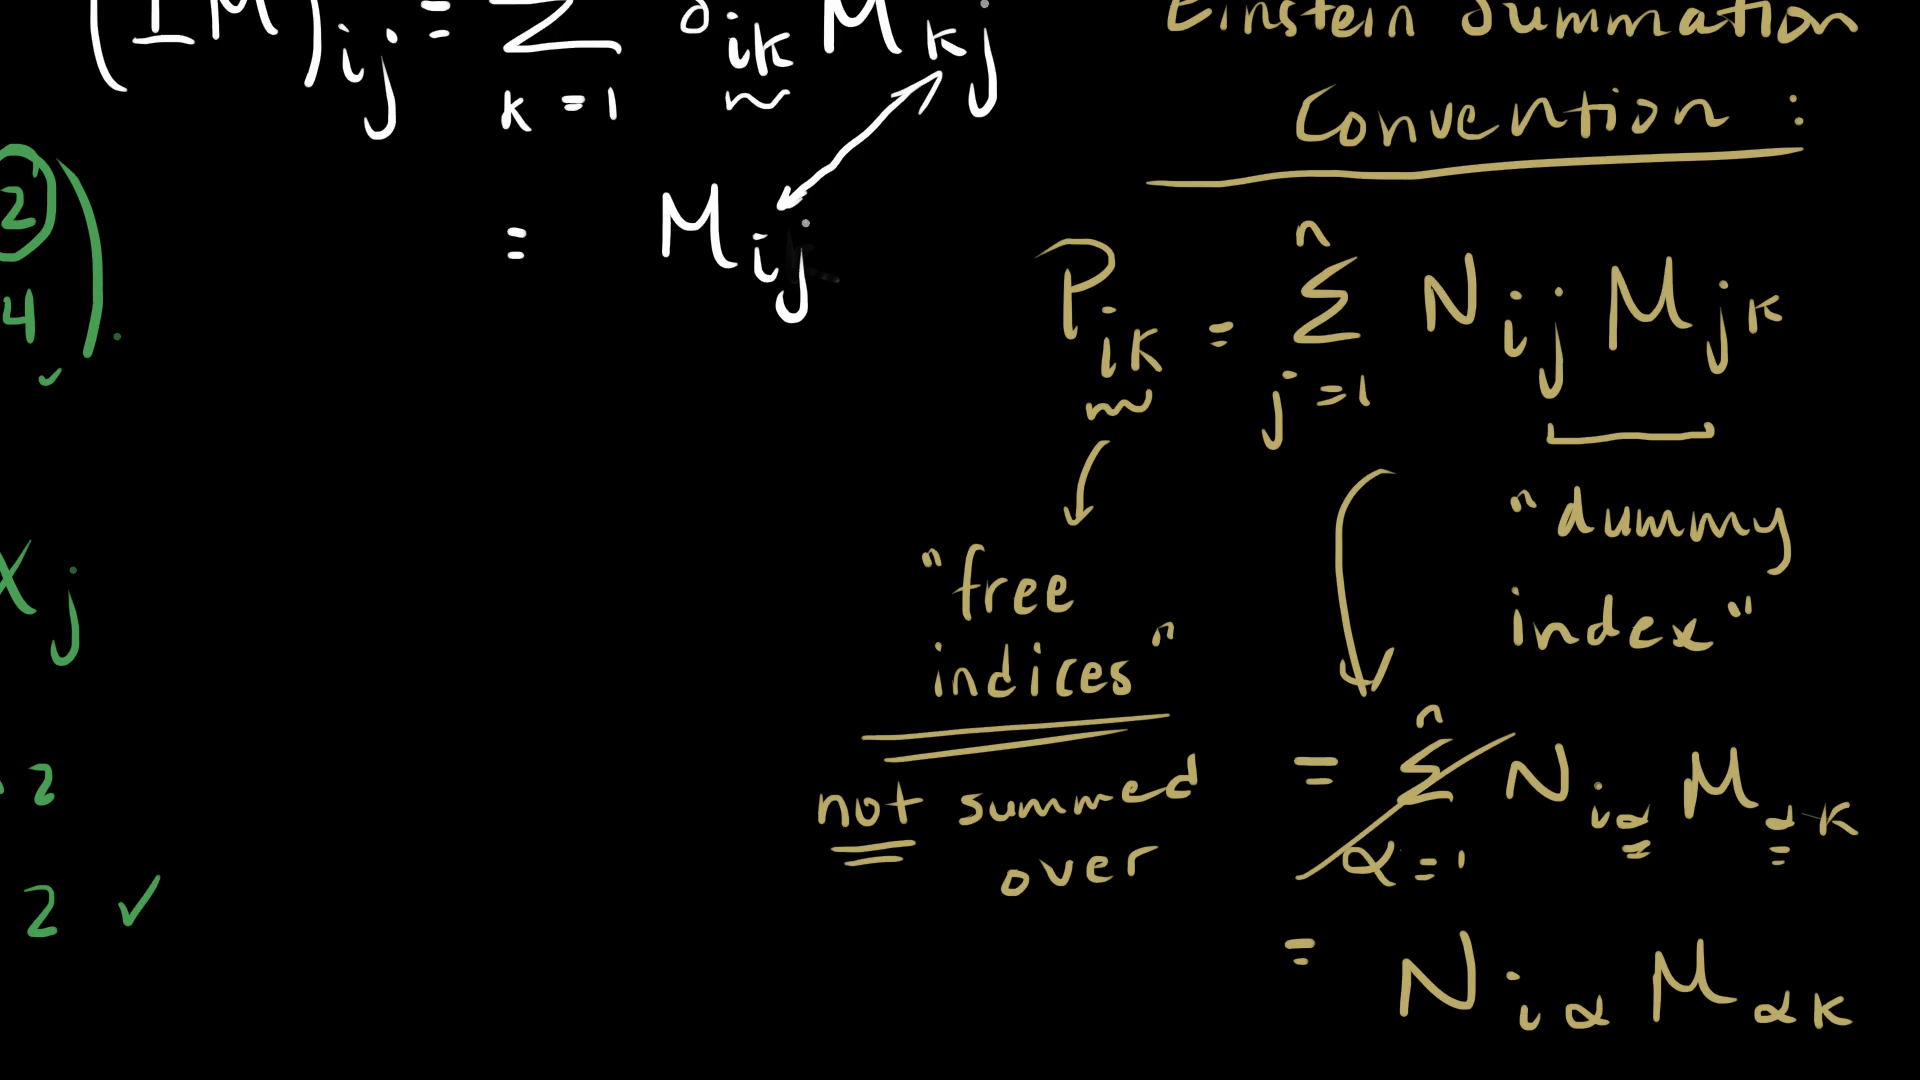 (IM)ij = Σ δik Mkj
k = 1
= Mij
2
4 ) .
Xj
2
2 ✓
Einstein Summation
Convention :
n
Pik = Σ Nij Mjk
j = 1
"dummy
index"
"free
indices"
not summed
over
n
= Σ Niα Mαk
α = 1
= Niα Mαk